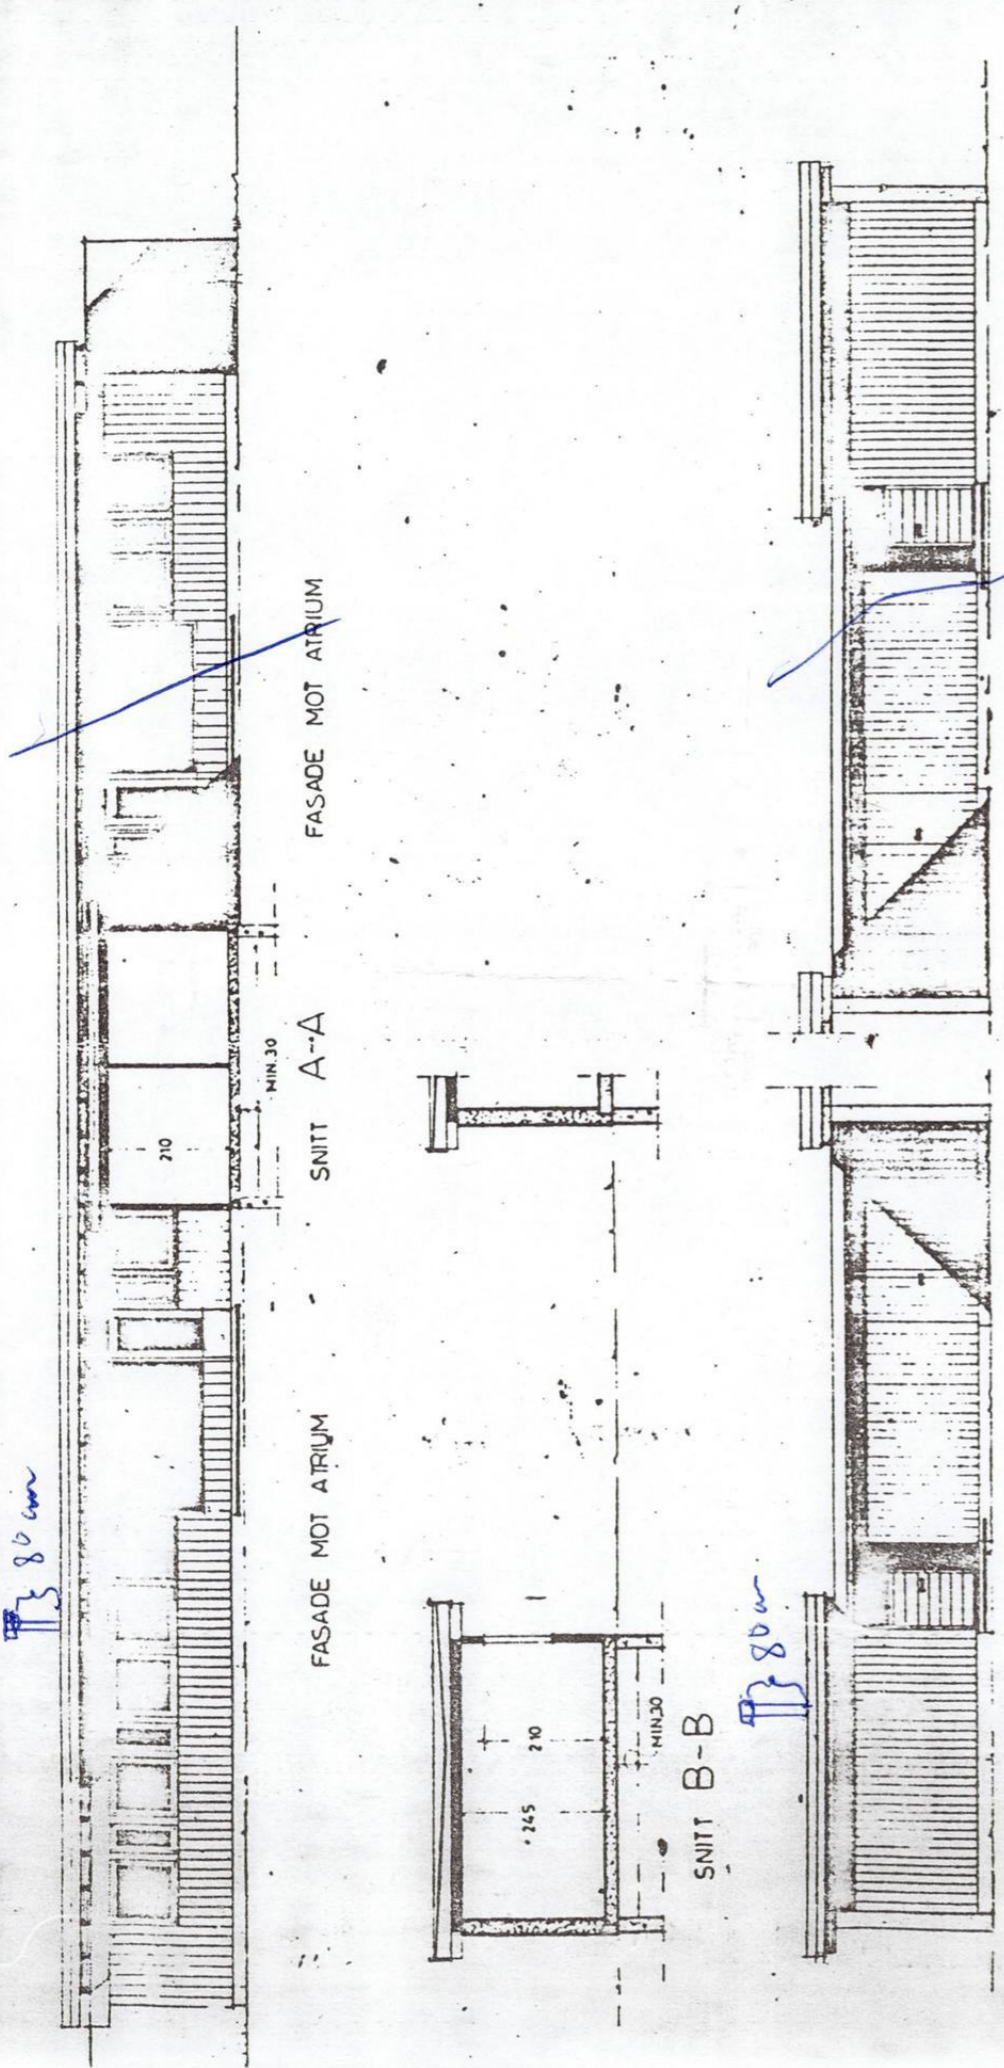 80 cm
FASADE MOT ATRIUM
210
MIN.30
SNITT A-A
FASADE MOT ATRIUM
245
210
MIN.30
SNITT B-B
80 cm